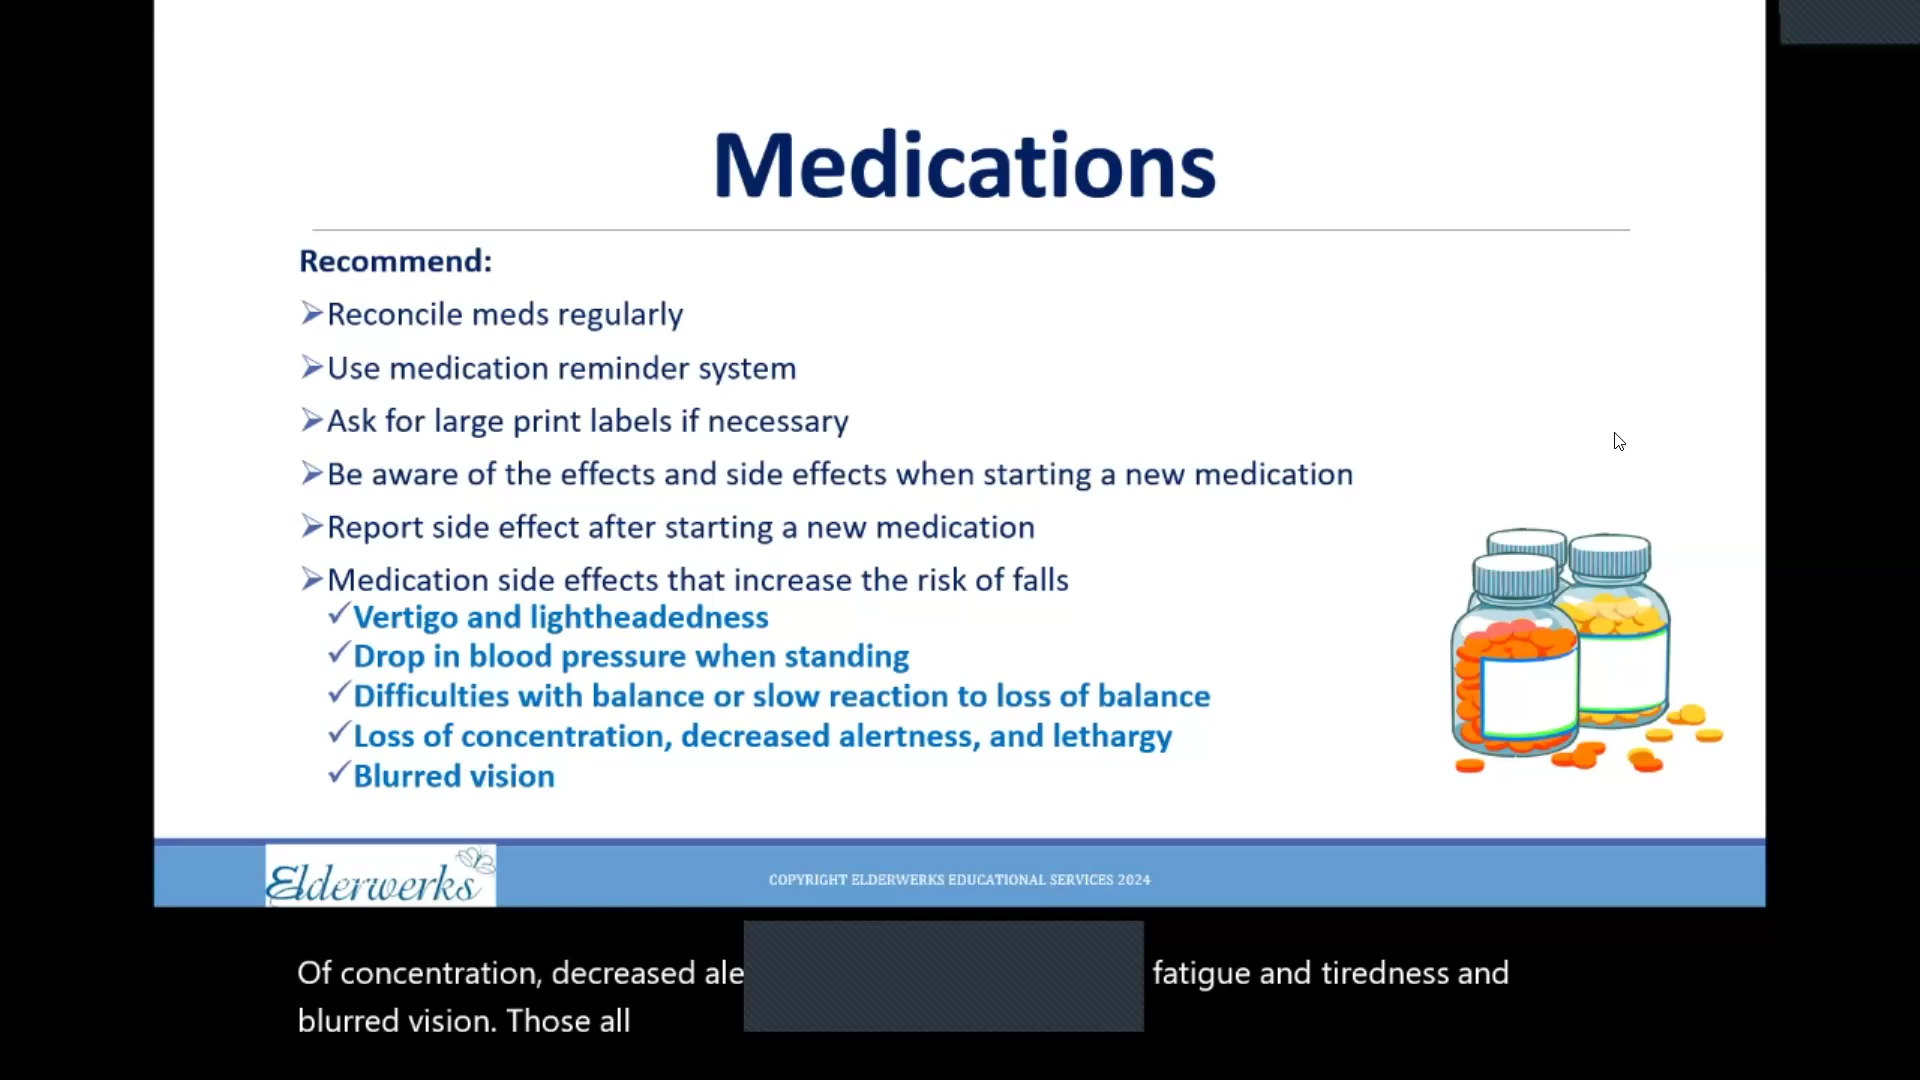 Medications
Recommend:
➢Reconcile meds regularly
➢Use medication reminder system
➢Ask for large print labels if necessary
➢Be aware of the effects and side effects when starting a new medication
➢Report side effect after starting a new medication
➢Medication side effects that increase the risk of falls
✓Vertigo and lightheadedness
✓Drop in blood pressure when standing
✓Difficulties with balance or slow reaction to loss of balance
✓Loss of concentration, decreased alertness, and lethargy
✓Blurred vision
Elderwerks
COPYRIGHT ELDERWERKS EDUCATIONAL SERVICES 2024
Of concentration, decreased fatigue and tiredness and
blurred vision. Those all